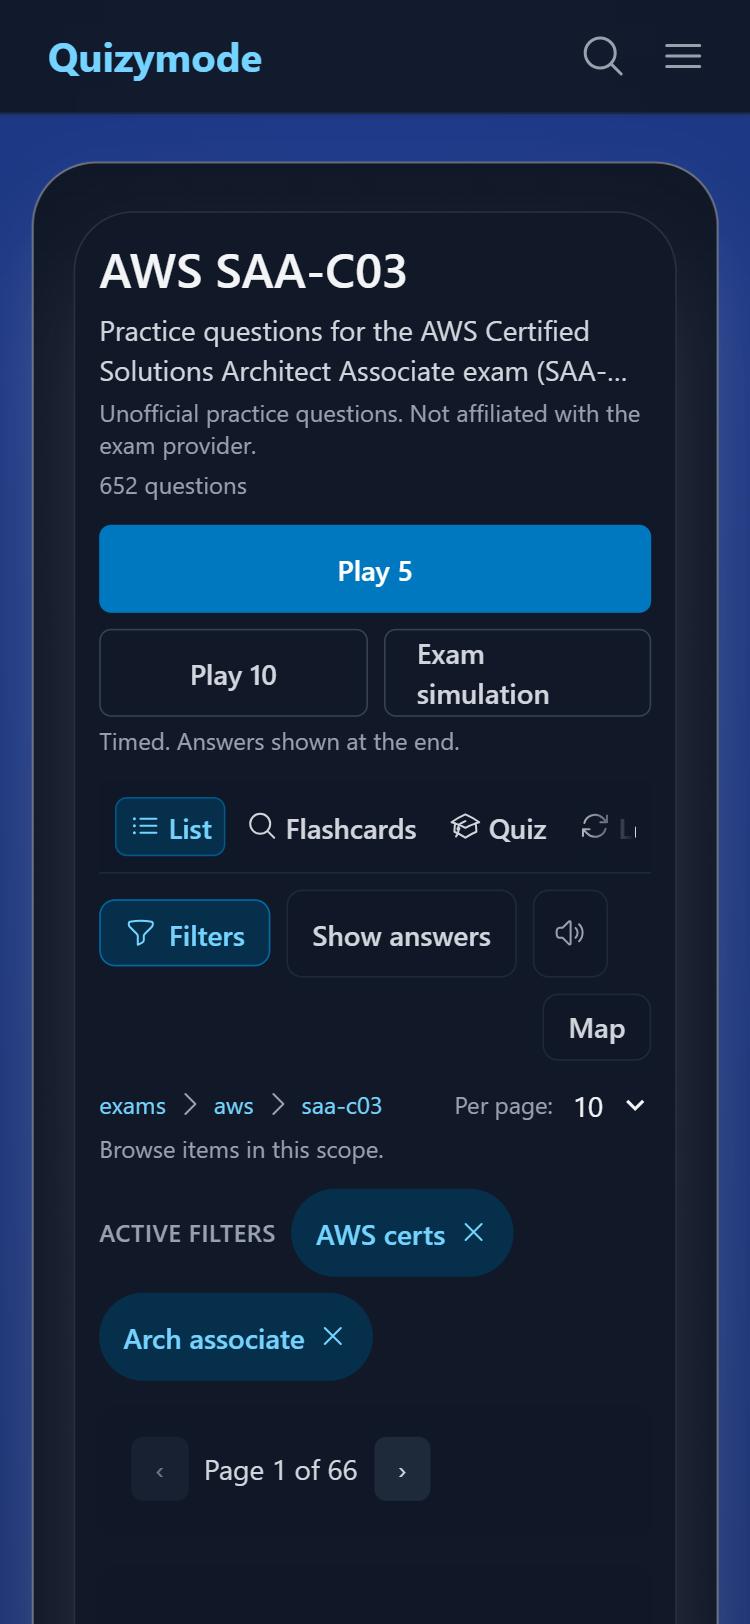 Quizymode
AWS SAA-C03
Practice questions for the AWS Certified
Solutions Architect Associate exam (SAA-...
Unofficial practice questions. Not affiliated with the
exam provider.
652 questions
Play 5
Play 10
Exam
simulation
Timed. Answers shown at the end.
List
Flashcards
Quiz
Filters
Show answers
Map
exams > aws > saa-c03
Per page: 10
Browse items in this scope.
ACTIVE FILTERS
AWS certs ×
Arch associate ×
‹ Page 1 of 66 ›